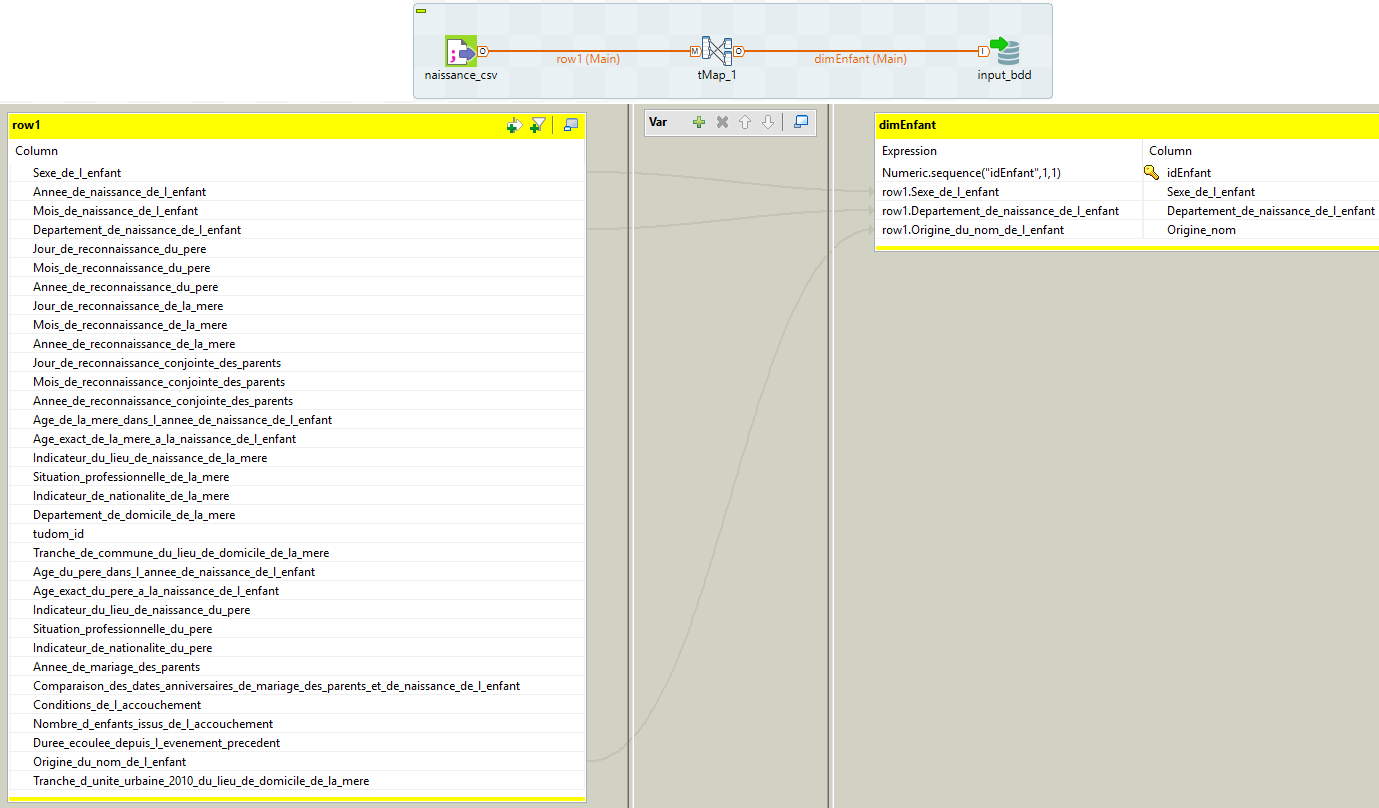 O
row1 (Main)
M
O
dimEnfant (Main)
I
naissance_csv
tMap_1
input_bdd
row1
Column
Sexe_de_l_enfant
Annee_de_naissance_de_l_enfant
Mois_de_naissance_de_l_enfant
Departement_de_naissance_de_l_enfant
Jour_de_reconnaissance_du_pere
Mois_de_reconnaissance_du_pere
Annee_de_reconnaissance_du_pere
Jour_de_reconnaissance_de_la_mere
Mois_de_reconnaissance_de_la_mere
Annee_de_reconnaissance_de_la_mere
Jour_de_reconnaissance_conjointe_des_parents
Mois_de_reconnaissance_conjointe_des_parents
Annee_de_reconnaissance_conjointe_des_parents
Age_de_la_mere_dans_l_annee_de_naissance_de_l_enfant
Age_exact_de_la_mere_a_la_naissance_de_l_enfant
Indicateur_du_lieu_de_naissance_de_la_mere
Situation_professionnelle_de_la_mere
Indicateur_de_nationalite_de_la_mere
Departement_de_domicile_de_la_mere
tudom_id
Tranche_de_commune_du_lieu_de_domicile_de_la_mere
Age_du_pere_dans_l_annee_de_naissance_de_l_enfant
Age_exact_du_pere_a_la_naissance_de_l_enfant
Indicateur_du_lieu_de_naissance_du_pere
Situation_professionnelle_du_pere
Indicateur_de_nationalite_du_pere
Annee_de_mariage_des_parents
Comparaison_des_dates_anniversaires_de_mariage_des_parents_et_de_naissance_de_l_enfant
Conditions_de_l_accouchement
Nombre_d_enfants_issus_de_l_accouchement
Duree_ecoulee_depuis_l_evenement_precedent
Origine_du_nom_de_l_enfant
Tranche_d_unite_urbaine_2010_du_lieu_de_domicile_de_la_mere
Var
dimEnfant
Expression Column
Numeric.sequence("idEnfant",1,1) idEnfant
row1.Sexe_de_l_enfant Sexe_de_l_enfant
row1.Departement_de_naissance_de_l_enfant Departement_de_naissance_de_l_enfant
row1.Origine_du_nom_de_l_enfant Origine_nom